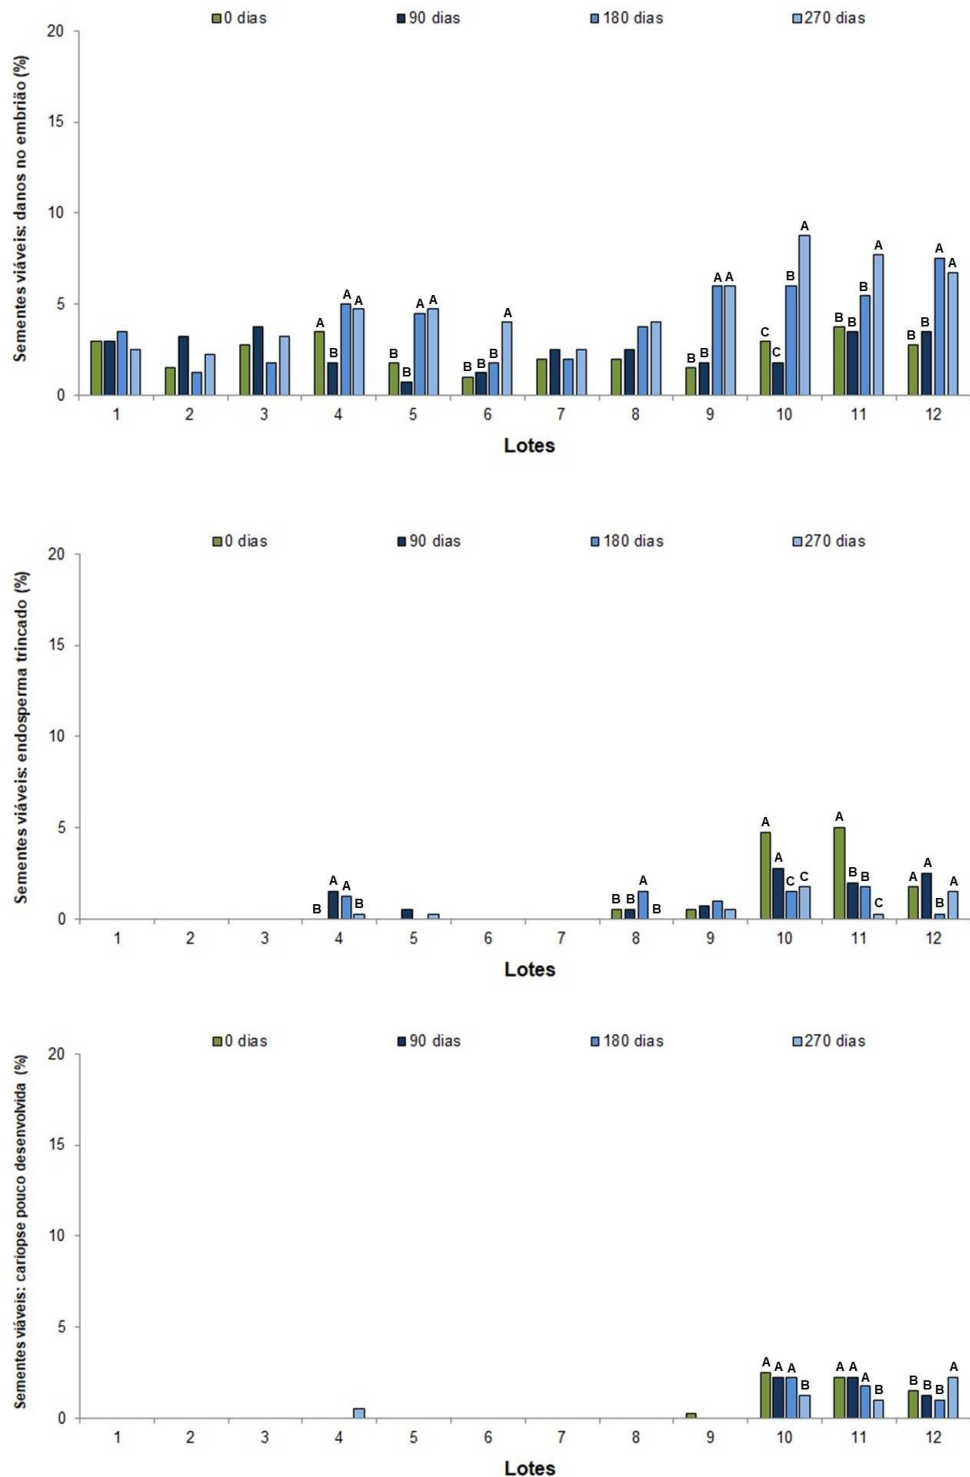 0 dias 90 dias 180 dias 270 dias
Sementes viáveis: danos no embrião (%)
20
15
10
A
A A A
A A A A A A A B B
A B B B B B B B C C B B B B
5
0
1 2 3 4 5 6 7 8 9 10 11 12
Lotes
0 dias 90 dias 180 dias 270 dias
Sementes viáveis: endosperma trincado (%)
20
15
10
5
B A A B B B A B A A C C A B B C A A B A
0
1 2 3 4 5 6 7 8 9 10 11 12
Lotes
0 dias 90 dias 180 dias 270 dias
Sementes viáveis: cariopse pouco desenvolvida (%)
20
15
10
5
A A A B A A A B B B B A
0
1 2 3 4 5 6 7 8 9 10 11 12
Lotes